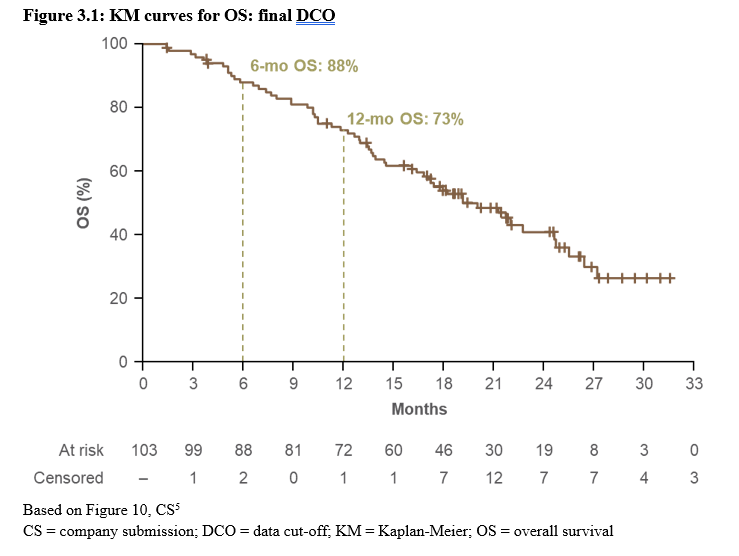 Figure 3.1: KM curves for OS: final DCO
100
80
60
40
20
0
OS (%)
6-mo OS: 88%
12-mo OS: 73%
0 3 6 9 12 15 18 21 24 27 30 33
Months
At risk 103 99 88 81 72 60 46 30 19 8 3 0
Censored – 1 2 0 1 1 7 12 7 7 4 3
Based on Figure 10, CS⁵
CS = company submission; DCO = data cut-off; KM = Kaplan-Meier; OS = overall survival